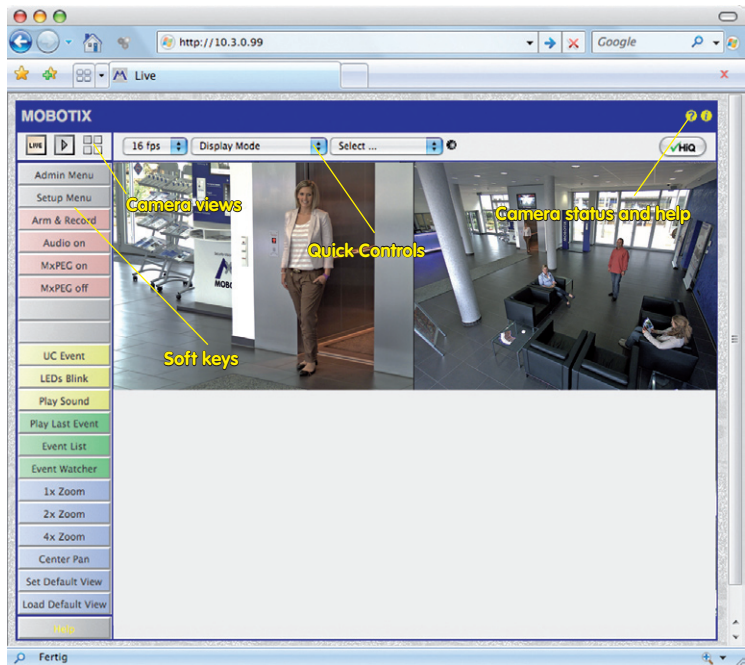 http://10.3.0.99
Google
Live
MOBOTIX
LIVE
16 fps
Display Mode
Select ...
HiQ
Admin Menu
Setup Menu
Arm & Record
Audio on
MxPEG on
MxPEG off
UC Event
LEDs Blink
Play Sound
Play Last Event
Event List
Event Watcher
1x Zoom
2x Zoom
4x Zoom
Center Pan
Set Default View
Load Default View
Help
Camera views
Quick Controls
Camera status and help
Soft keys
Fertig